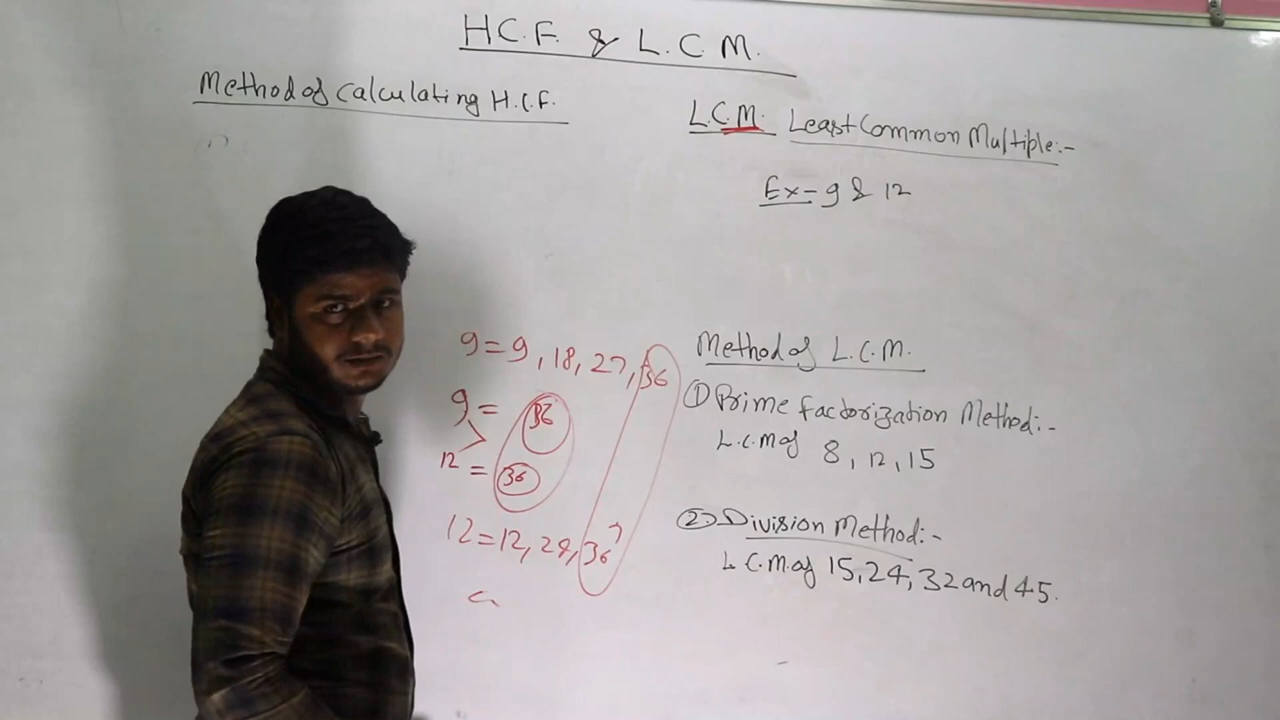 H.C.F. & L.C.M.
Method of Calculating H.C.F.
L.C.M. Least Common Multiple:-
Ex- 9 & 12
9 = 9, 18, 27, 36
9 = 36
12 = 36
12 = 12, 24, 36
Method of L.C.M.
① Prime factorization Method:-
L.C.M of 8, 12, 15
② Division Method:-
L.C.M. of 15, 24, 32 and 45.